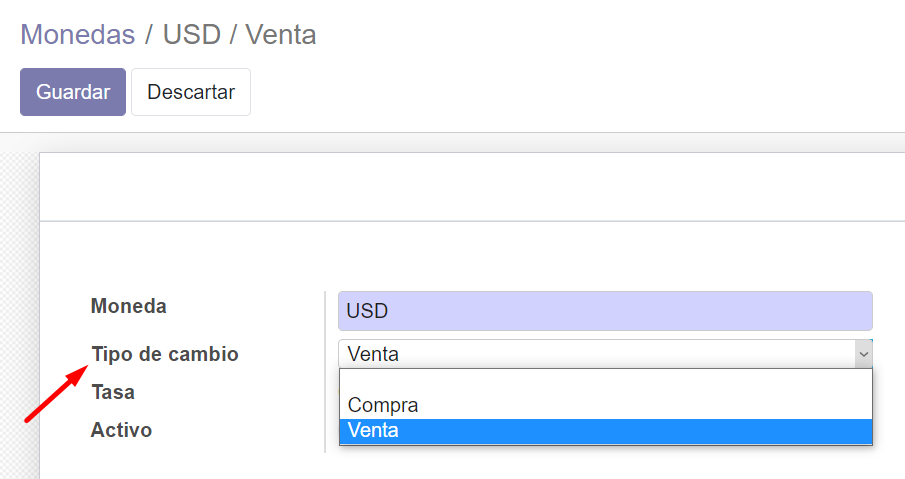 Monedas / USD / Venta
Guardar Descartar
Moneda USD
Tipo de cambio Venta
Tasa
Compra
Activo Venta